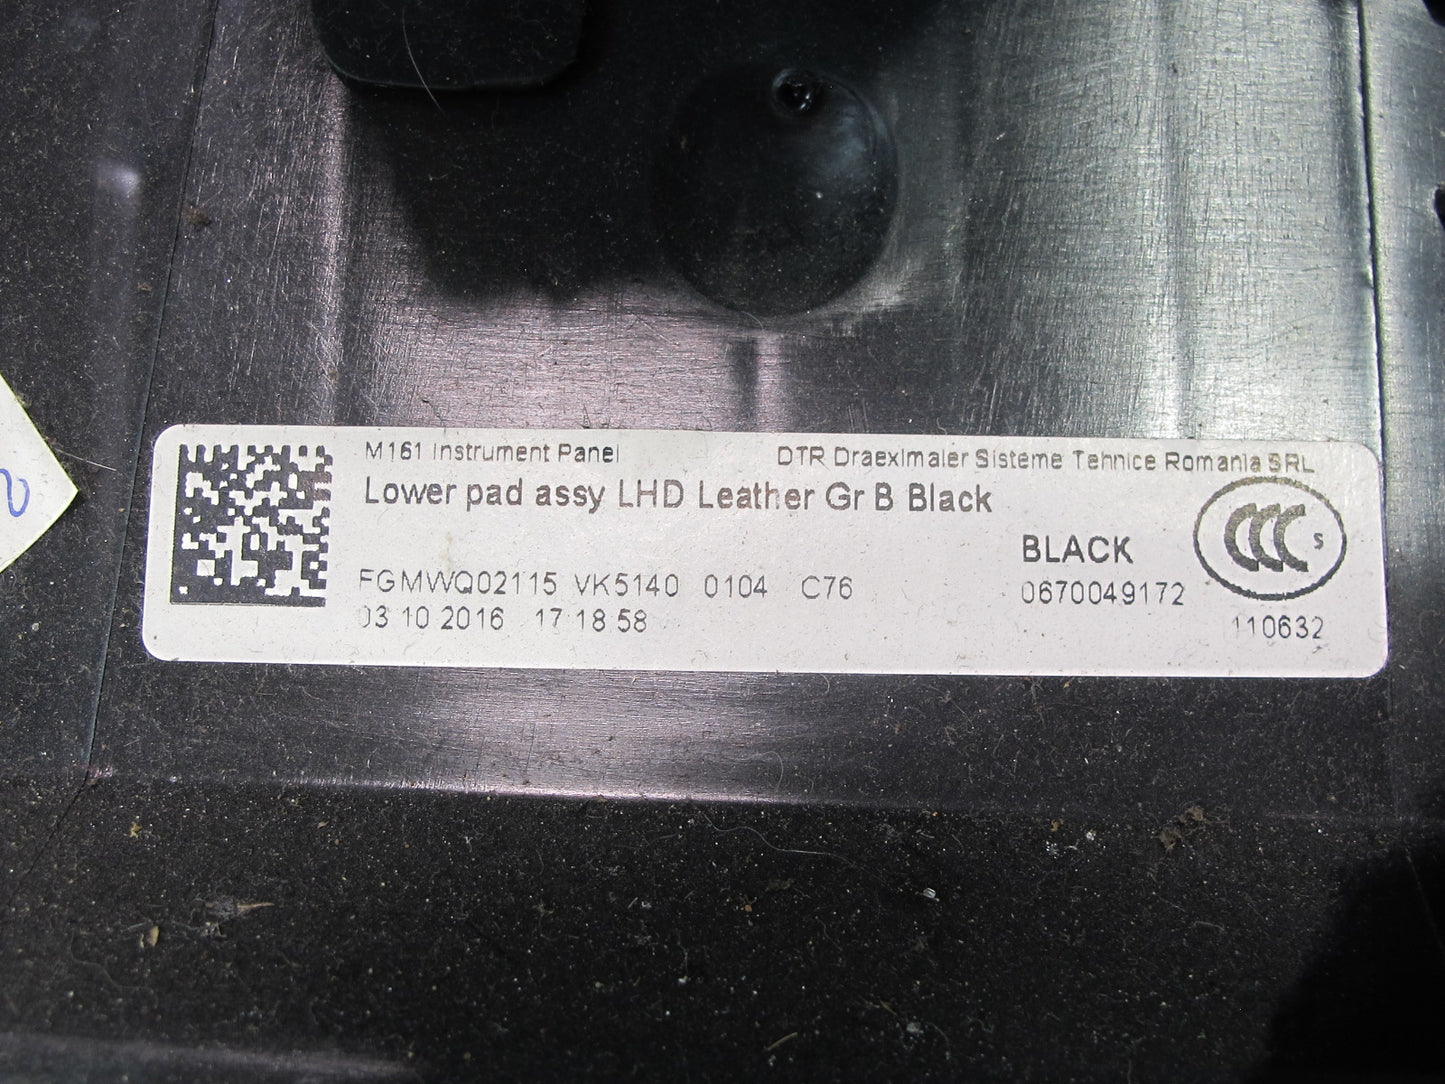 M161 Instrument Panel DTR Draexlmaier Sisteme Tehnice Romania SRL
Lower pad assy LHD Leather Gr B Black
BLACK
CCC S
FGMWQ02115 VK5140 0104 C76 0670049172
03 10 2016 17 18 58 110632